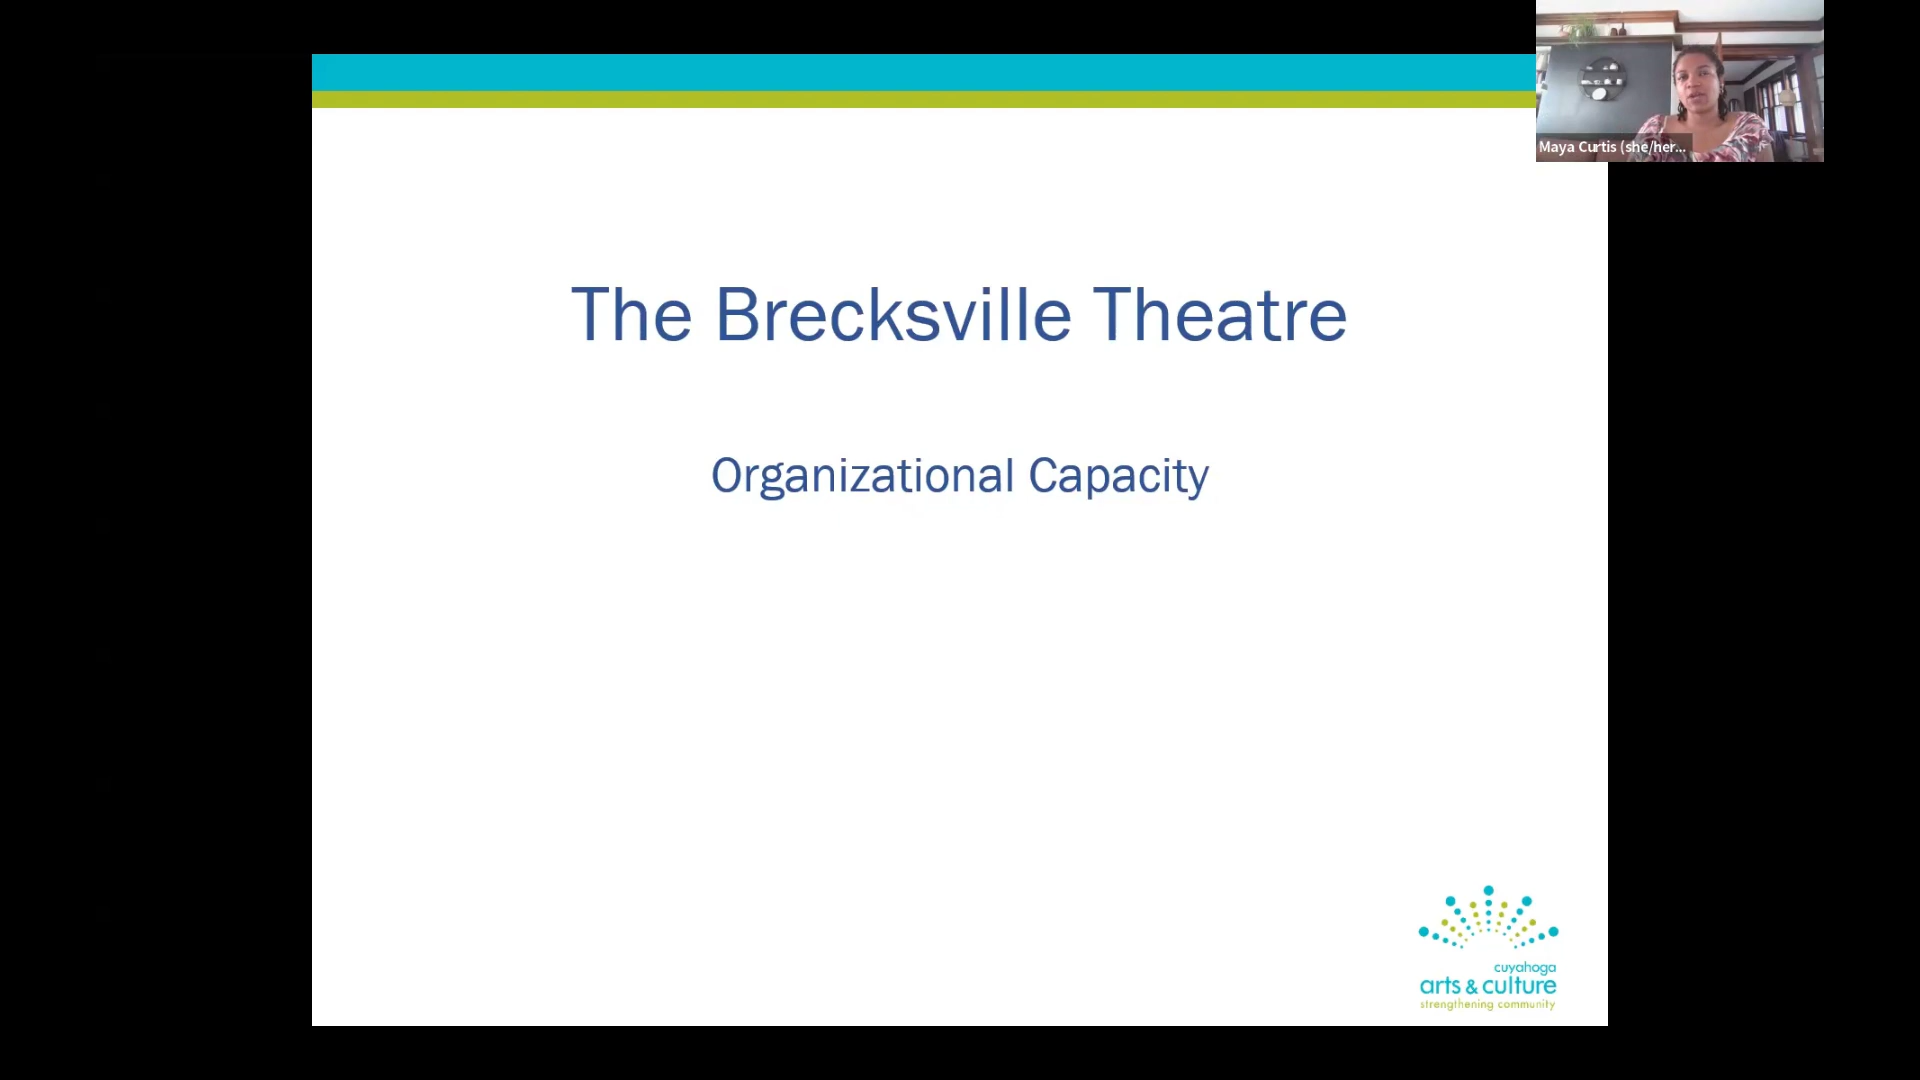 Maya Curtis (she/her...
The Brecksville Theatre
Organizational Capacity
cuyahoga
arts & culture
strengthening community